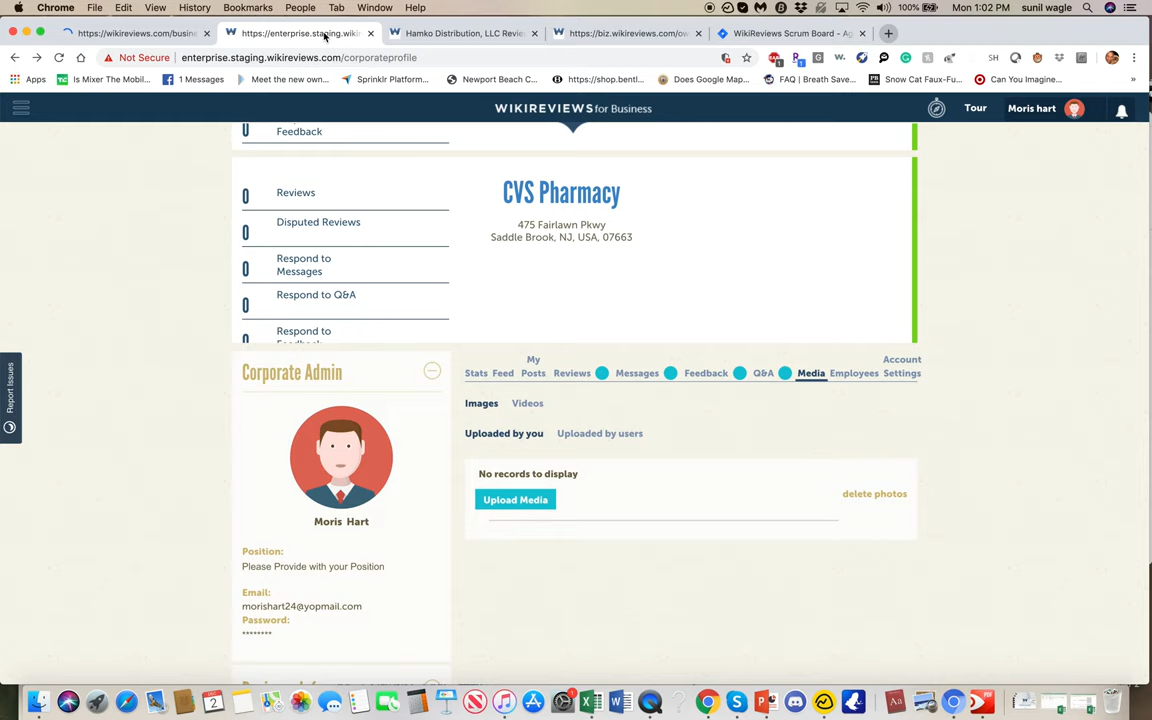 Chrome File Edit View History Bookmarks People Tab Window Help 100% Mon 1:02 PM sunil wagle
https://wikireviews.com/busin
https://enterprise.staging.wiki
Hamko Distribution, LLC Revie
https://biz.wikireviews.com/ow
WikiReviews Scrum Board - Ag
Not Secure enterprise.staging.wikireviews.com/corporateprofile
Apps Is Mixer The Mobil... 1 Messages Meet the new own... Sprinklr Platform... Newport Beach C... https://shop.bentl... Does Google Mara... FAQ | Breath Save... Snow Cat Faux-Fu... Can You Imagine...
WIKIREVIEWS for Business
Tour
Moris hart
0 Feedback
0 Reviews
0 Disputed Reviews
0 Respond to
Messages
0 Respond to Q&A
0 Respond to
Feedback
CVS Pharmacy
475 Fairlawn Pkwy
Saddle Brook, NJ, USA, 07663
Report Issues
Corporate Admin
Moris Hart
Position:
Please Provide with your Position
Email:
morishart24@yopmail.com
Password:
********
Stats Feed My Posts Reviews Messages Feedback Q&A Media Employees Account Settings
Images Videos
Uploaded by you Uploaded by users
No records to display
Upload Media
delete photos